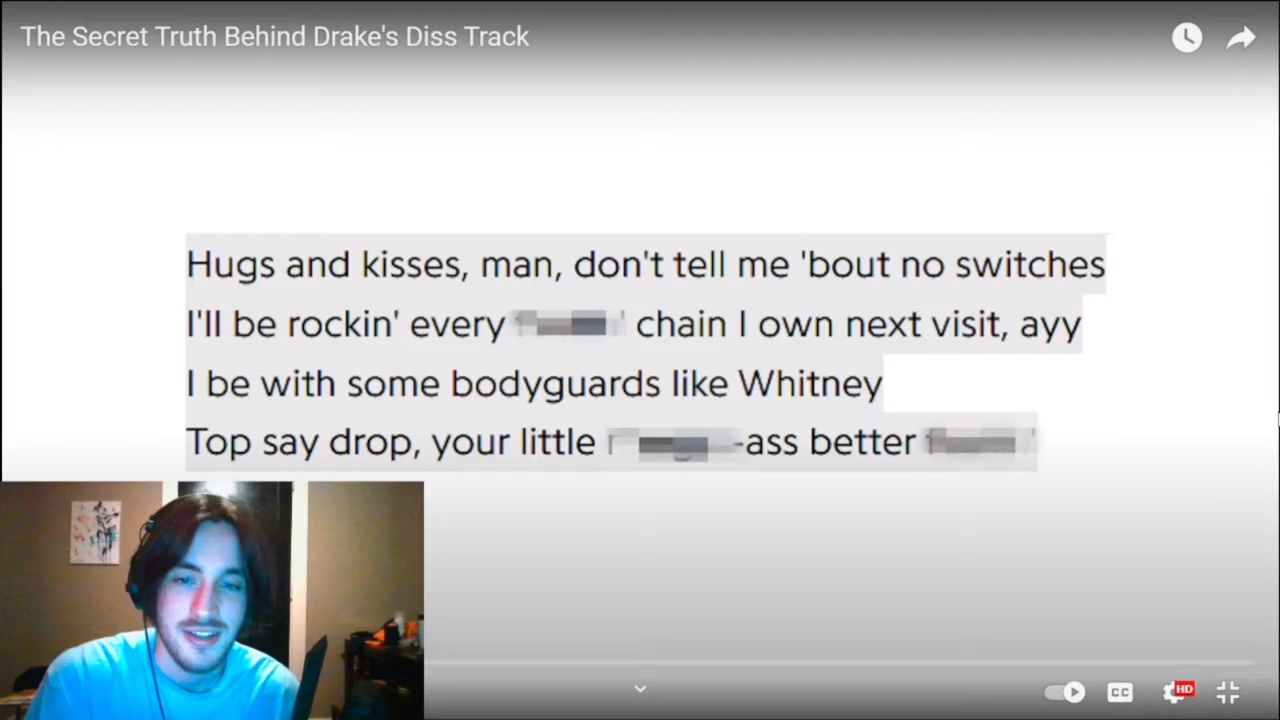 The Secret Truth Behind Drake's Diss Track
Hugs and kisses, man, don't tell me 'bout no switches
I'll be rockin' every chain I own next visit, ayy
I be with some bodyguards like Whitney
Top say drop, your little -ass better
CC
HD